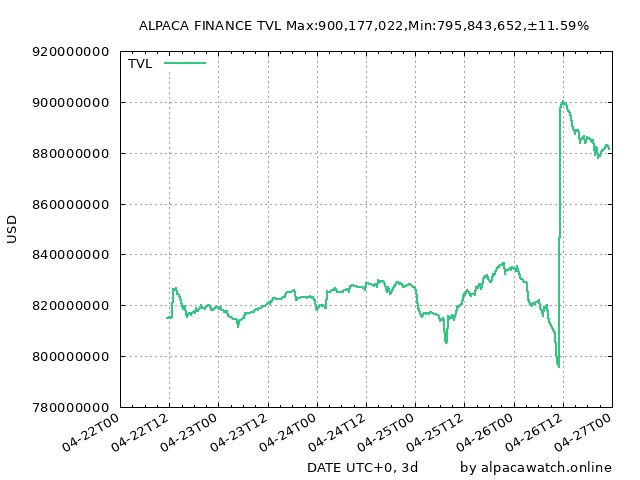 ALPACA FINANCE TVL Max:900,177,022,Min:795,843,652,±11.59%
TVL
920000000
900000000
880000000
860000000
840000000
820000000
800000000
780000000
USD
04-22T00
04-22T12
04-23T00
04-23T12
04-24T00
04-24T12
04-25T00
04-25T12
04-26T00
04-26T12
04-27T00
DATE UTC+0, 3d
by alpacawatch.online